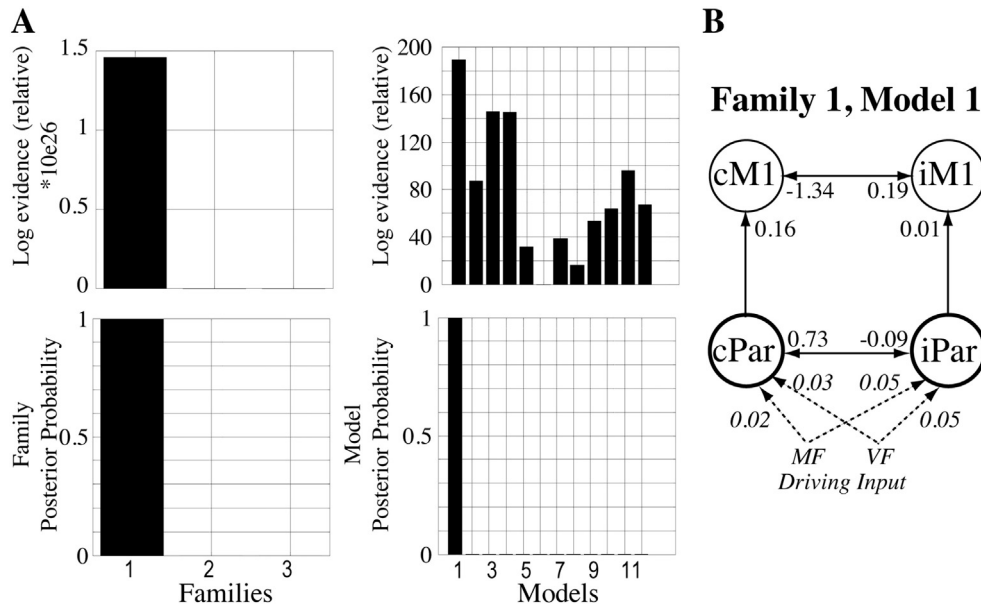 A
B
Log evidence (relative)
*10e26
1.5
1
0.5
0
Log evidence (relative)
200
160
120
80
40
0
Family
Posterior Probability
1
0.5
0
1 2 3
Families
Model
Posterior Probability
1
0.5
0
1 3 5 7 9 11
Models
Family 1, Model 1
cM1 iM1
-1.34 0.19
0.16 0.01
0.73 -0.09
cPar iPar
0.03 0.05
0.02 0.05
MF VF
Driving Input